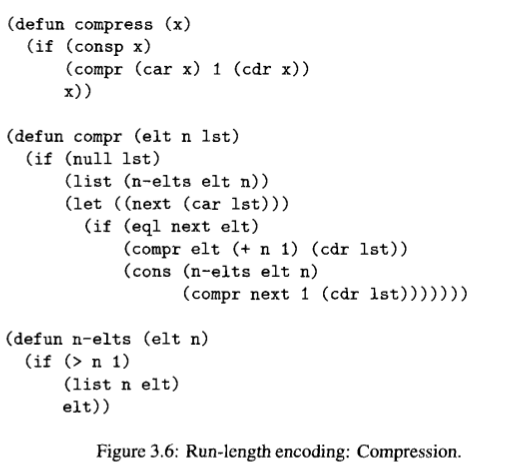 (defun compress (x)
  (if (consp x)
      (compr (car x) 1 (cdr x))
      x))

(defun compr (elt n lst)
  (if (null lst)
      (list (n-elts elt n))
      (let ((next (car lst)))
        (if (eql next elt)
            (compr elt (+ n 1) (cdr lst))
            (cons (n-elts elt n)
                  (compr next 1 (cdr lst)))))))

(defun n-elts (elt n)
  (if (> n 1)
      (list n elt)
      elt))

Figure 3.6: Run-length encoding: Compression.